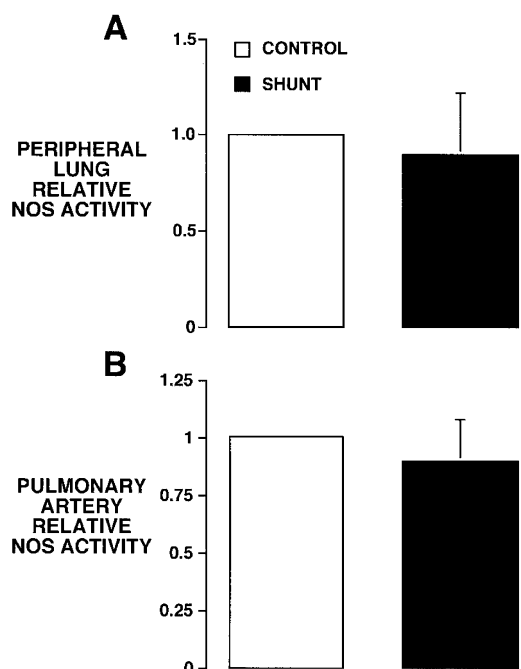 A
1.5
CONTROL
SHUNT
1.0
PERIPHERAL
LUNG
RELATIVE
NOS ACTIVITY
0.5
0
B
1.25
1
0.75
PULMONARY
ARTERY
RELATIVE
NOS ACTIVITY
0.5
0.25
0